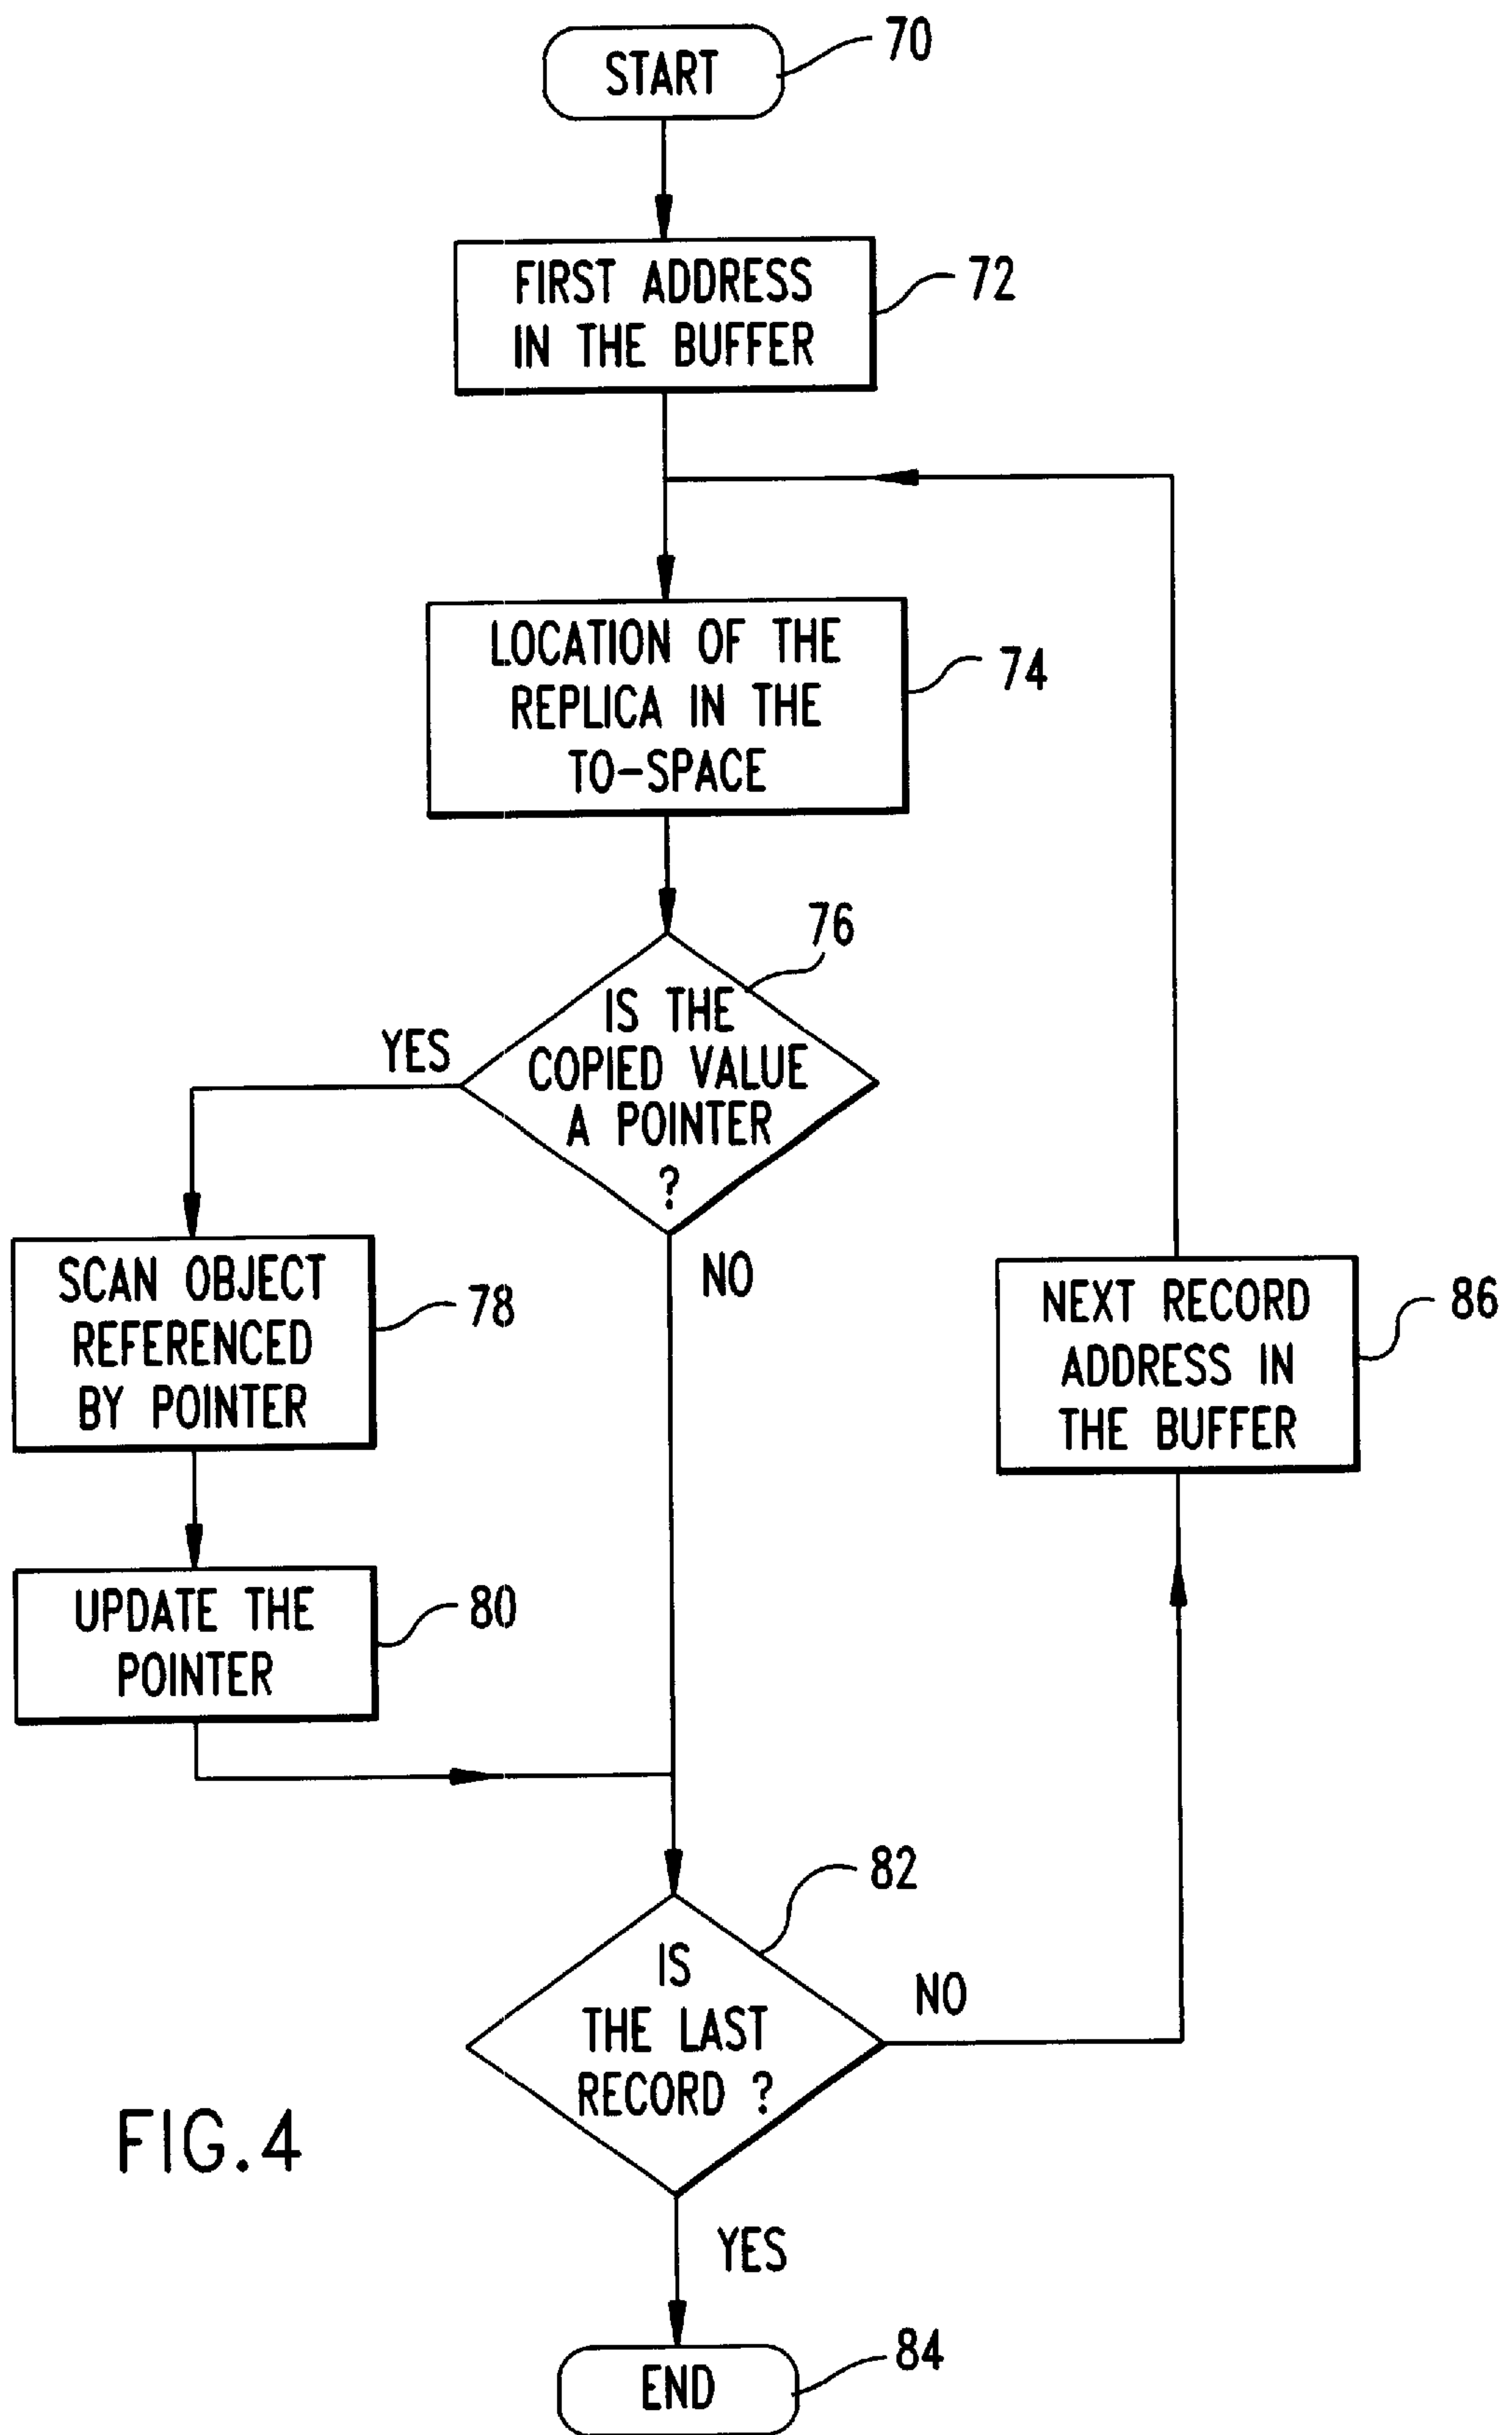 START
70
FIRST ADDRESS
IN THE BUFFER
72
LOCATION OF THE
REPLICA IN THE
TO-SPACE
74
76
IS THE
COPIED VALUE
A POINTER
?
YES
NO
SCAN OBJECT
REFERENCED
BY POINTER
78
NEXT RECORD
ADDRESS IN
THE BUFFER
86
UPDATE THE
POINTER
80
82
IS
THE LAST
RECORD ?
NO
FIG.4
YES
END
84